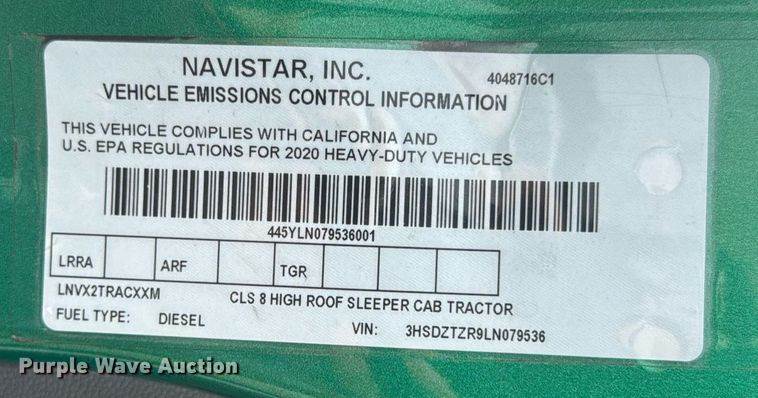 NAVISTAR, INC.
4048716C1
VEHICLE EMISSIONS CONTROL INFORMATION
THIS VEHICLE COMPLIES WITH CALIFORNIA AND
U.S. EPA REGULATIONS FOR 2020 HEAVY-DUTY VEHICLES
445YLN079536001
LRRA ARF TGR
LNVX2TRACXXM CLS 8 HIGH ROOF SLEEPER CAB TRACTOR
FUEL TYPE: DIESEL VIN: 3HSDZTZR9LN079536
Purple Wave Auction